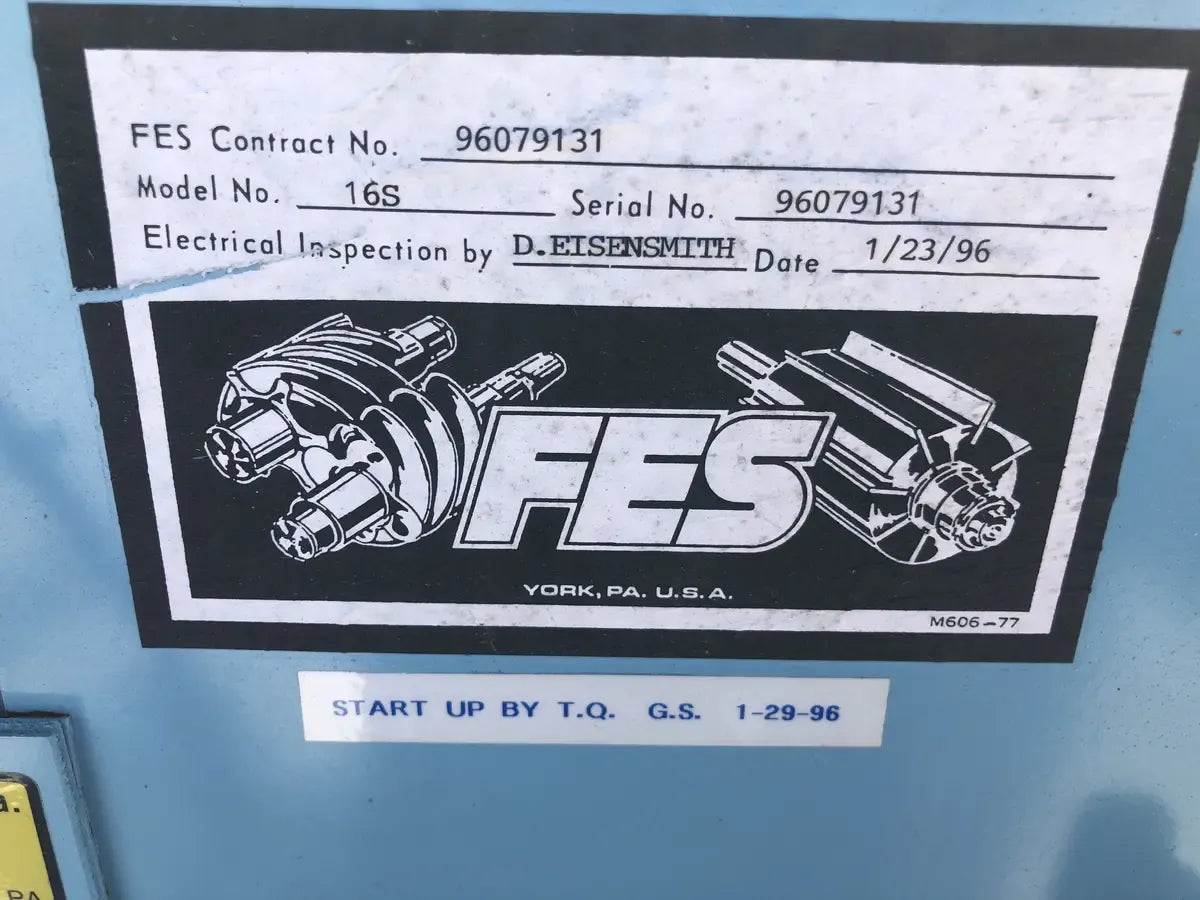 FES Contract No. 96079131
Model No. 16S Serial No. 96079131
Electrical Inspection by D.EISENSMITH Date 1/23/96
FES
YORK, PA. U.S.A.
M606-77
START UP BY T.Q. G.S. 1-29-96
PA